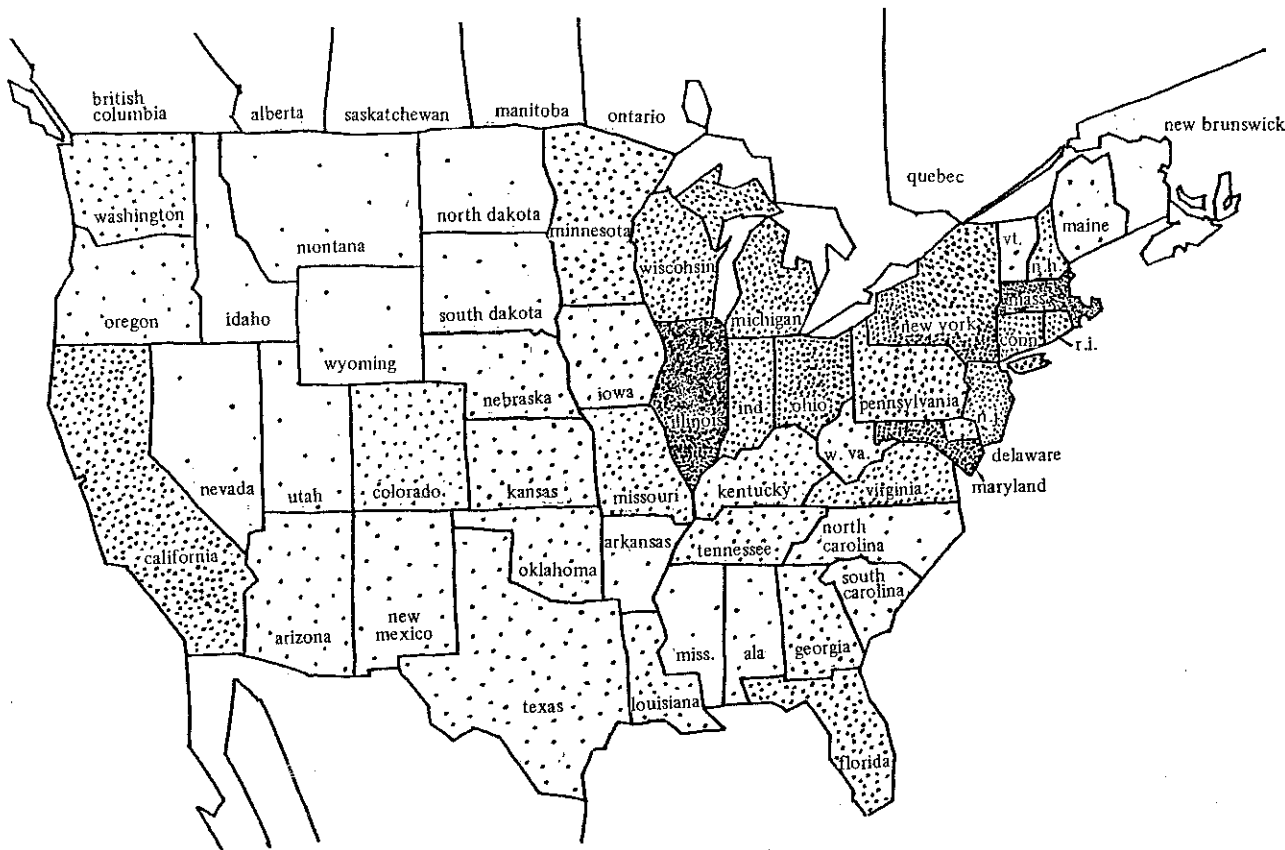 british
columbia
alberta
saskatchewan
manitoba
ontario
quebec
new brunswick
washington
montana
north dakota
minnesota
wisconsin
michigan
new york
vt.
n.h.
maine
mass.
conn.
r.i.
oregon
idaho
wyoming
south dakota
nebraska
iowa
illinois
ind.
ohio
pennsylvania
n.j.
delaware
maryland
w. va.
virginia
nevada
utah
colorado
kansas
missouri
kentucky
california
arizona
new
mexico
oklahoma
arkansas
tennessee
north
carolina
south
carolina
texas
louisiana
miss.
ala
georgia
florida